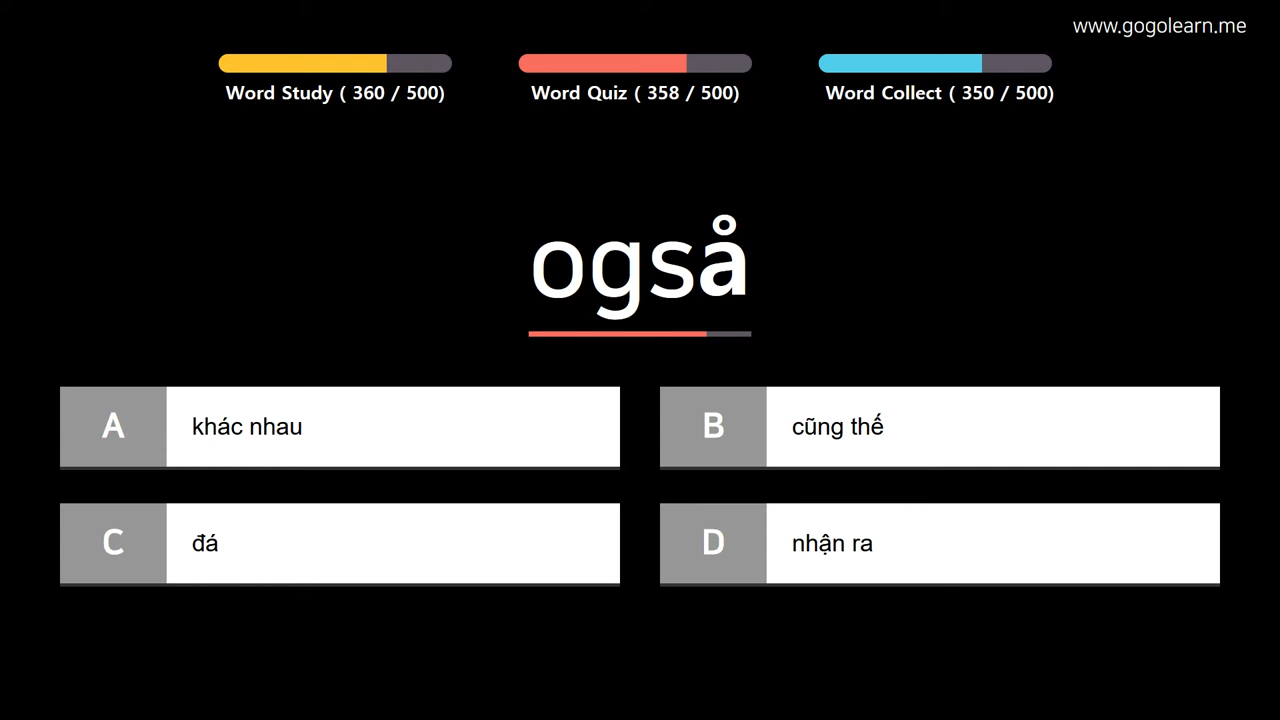 www.gogolearn.me
Word Study ( 360 / 500)
Word Quiz ( 358 / 500)
Word Collect ( 350 / 500)
også
A
khác nhau
B
cũng thế
C
đá
D
nhận ra